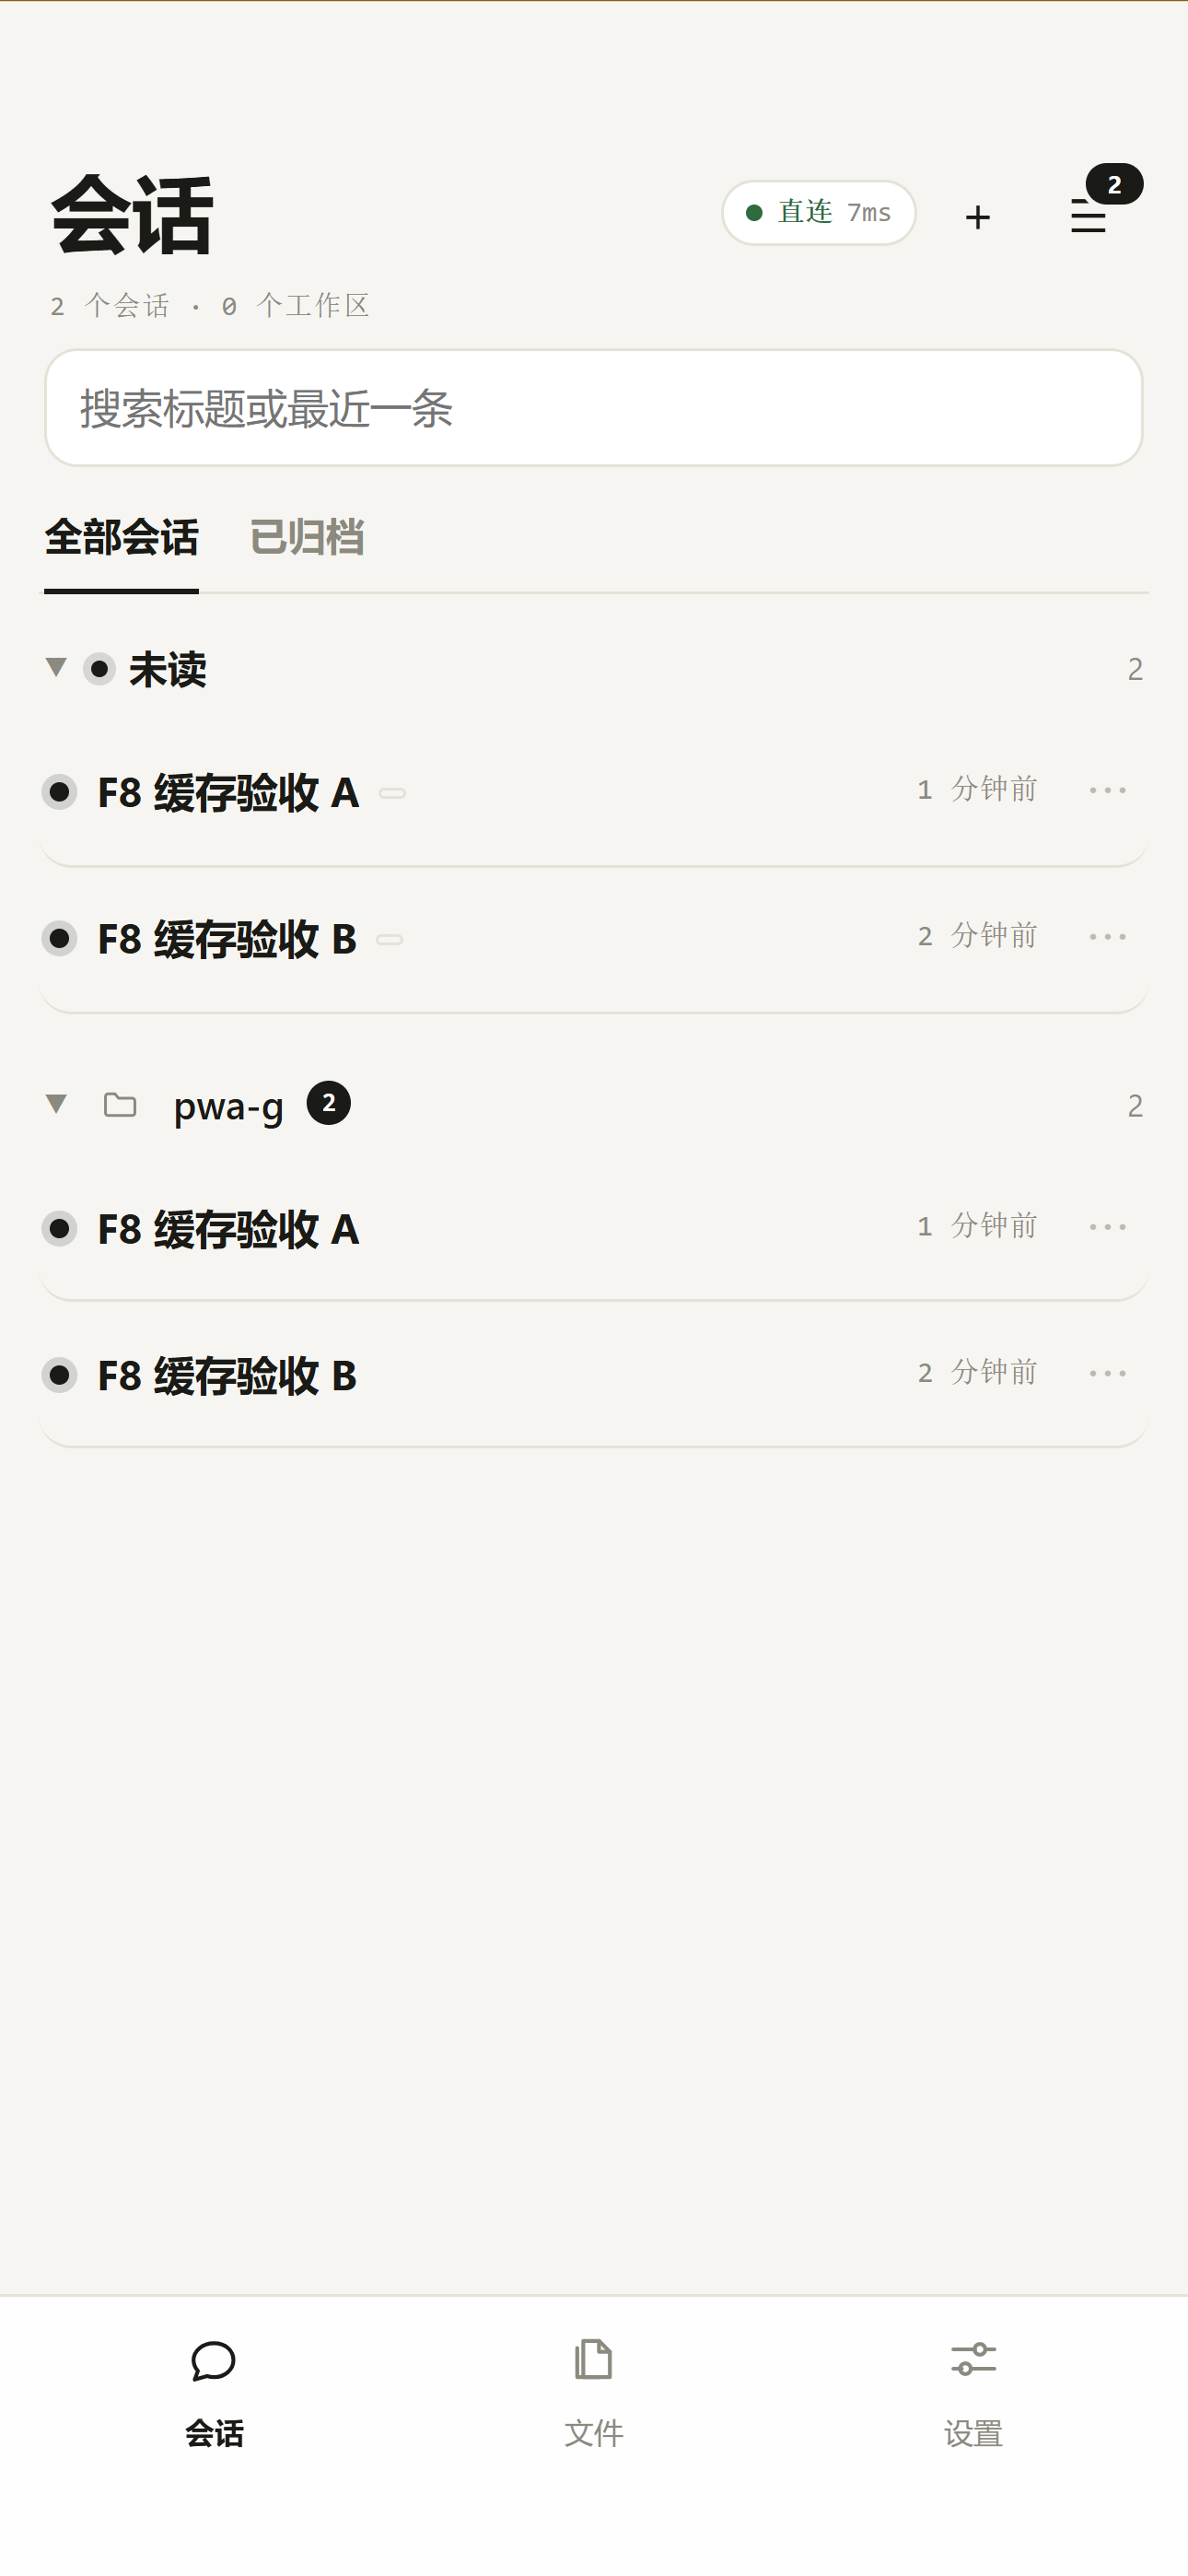 会话
直连 7ms
+
2
2 个会话 · 0 个工作区
搜索标题或最近一条
全部会话 已归档
未读 2
F8 缓存验收 A 1 分钟前 ···
F8 缓存验收 B 2 分钟前 ···
pwa-g 2 2
F8 缓存验收 A 1 分钟前 ···
F8 缓存验收 B 2 分钟前 ···
会话 文件 设置